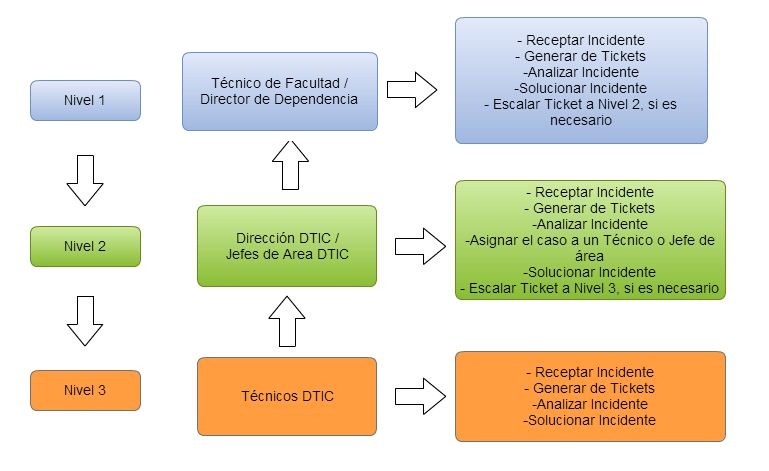 Nivel 1
Técnico de Facultad /
Director de Dependencia
- Receptar Incidente
- Generar de Tickets
-Analizar Incidente
-Solucionar Incidente
- Escalar Ticket a Nivel 2, si es
necesario
Nivel 2
Dirección DTIC /
Jefes de Area DTIC
- Receptar Incidente
- Generar de Tickets
-Analizar Incidente
-Asignar el caso a un Técnico o Jefe de
área
-Solucionar Incidente
- Escalar Ticket a Nivel 3, si es necesario
Nivel 3
Técnicos DTIC
- Receptar Incidente
- Generar de Tickets
-Analizar Incidente
-Solucionar Incidente